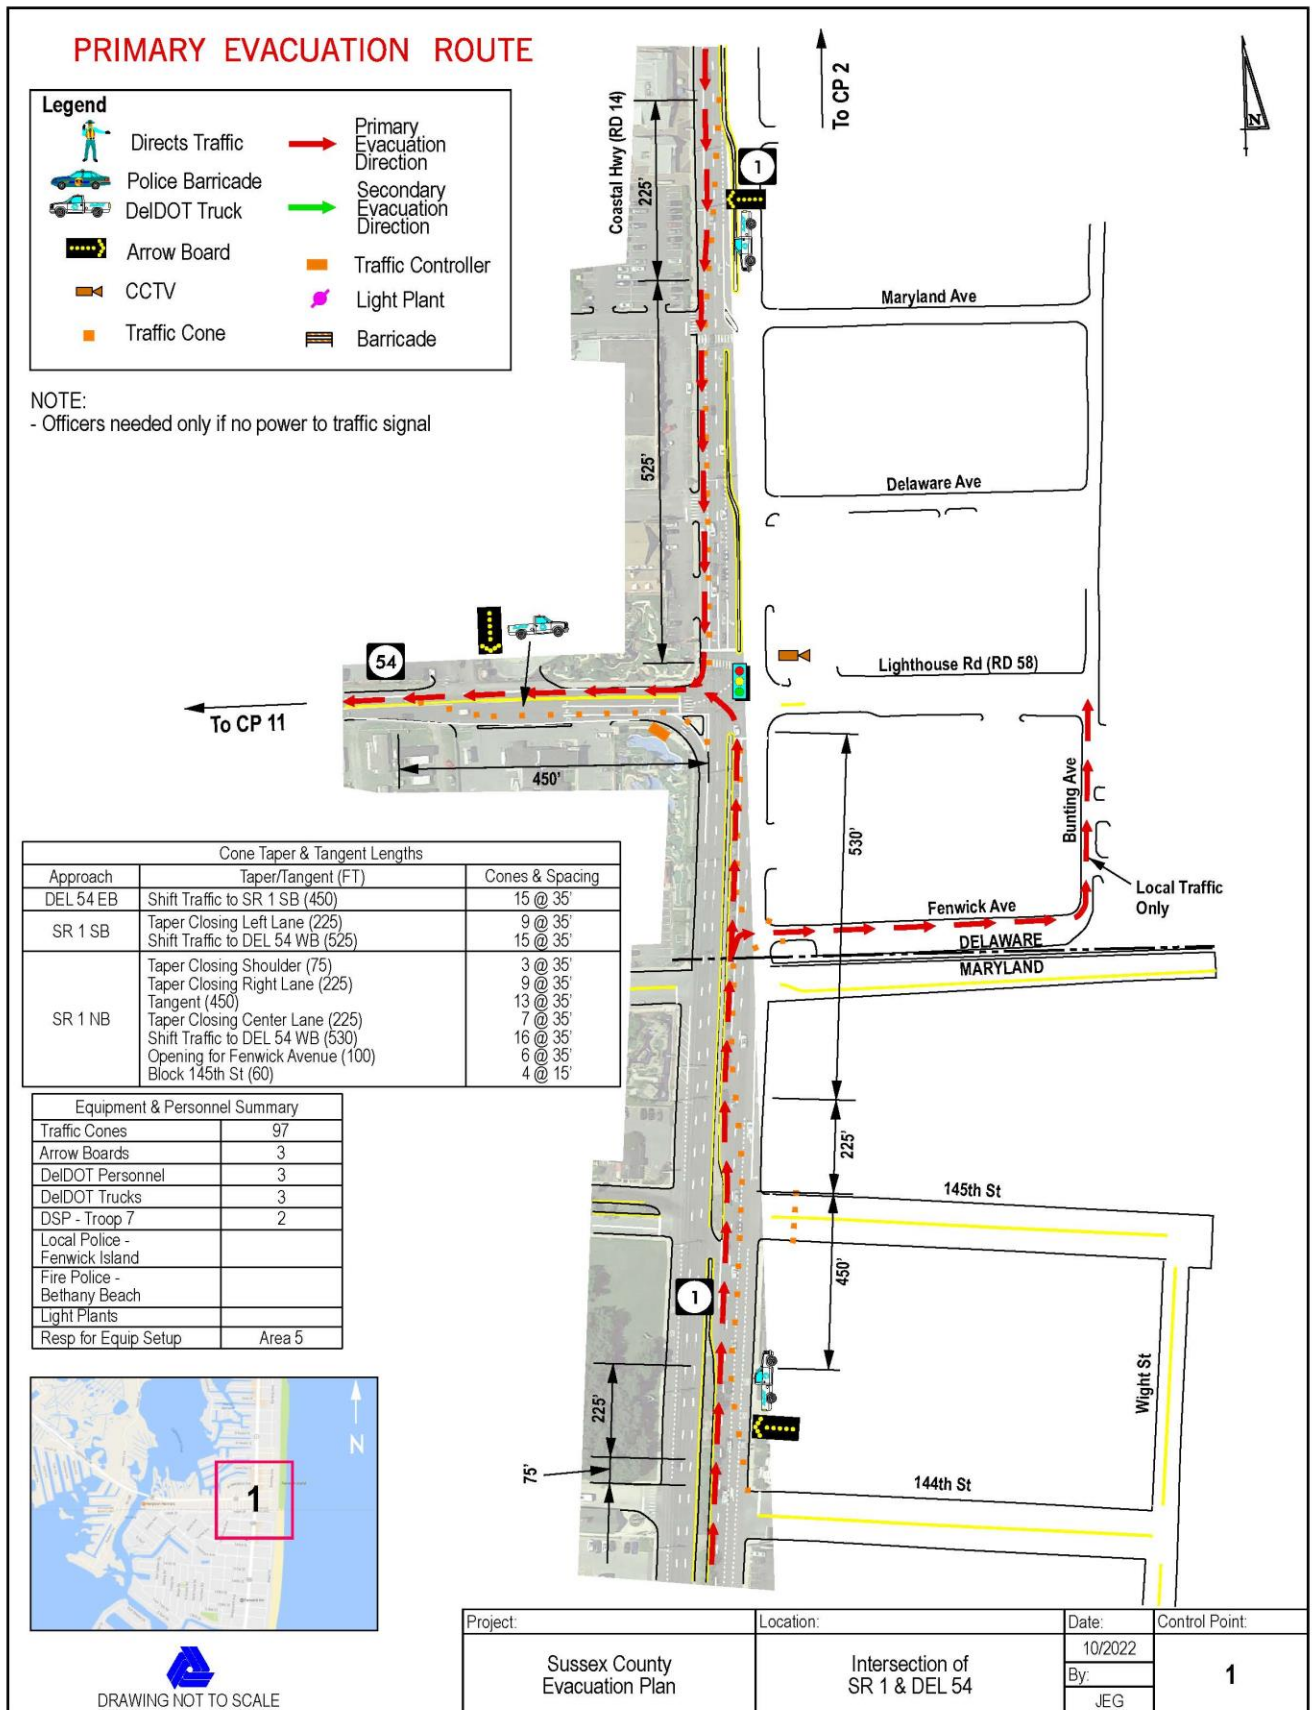 PRIMARY EVACUATION ROUTE
Legend
Directs Traffic
Police Barricade
DelDOT Truck
Arrow Board
CCTV
Traffic Cone
Primary
Evacuation
Direction
Secondary
Evacuation
Direction
Traffic Controller
Light Plant
Barricade
NOTE:
- Officers needed only if no power to traffic signal
Coastal Hwy (RD 14)
225'
To CP 2
N
1
Maryland Ave
525'
Delaware Ave
54
To CP 11
Lighthouse Rd (RD 58)
450'
530'
Bunting Ave
Local Traffic
Only
Fenwick Ave
DELAWARE
MARYLAND
225'
145th St
450'
1
Wight St
225'
75'
144th St
Cone Taper & Tangent Lengths
Approach Taper/Tangent (FT) Cones & Spacing
DEL 54 EB Shift Traffic to SR 1 SB (450) 15 @ 35'
SR 1 SB Taper Closing Left Lane (225) 9 @ 35'
Shift Traffic to DEL 54 WB (525) 15 @ 35'
SR 1 NB Taper Closing Shoulder (75) 3 @ 35'
Taper Closing Right Lane (225) 9 @ 35'
Tangent (450) 13 @ 35'
Taper Closing Center Lane (225) 7 @ 35'
Shift Traffic to DEL 54 WB (530) 16 @ 35'
Opening for Fenwick Avenue (100) 6 @ 35'
Block 145th St (60) 4 @ 15'
Equipment & Personnel Summary
Traffic Cones 97
Arrow Boards 3
DelDOT Personnel 3
DelDOT Trucks 3
DSP - Troop 7 2
Local Police -
Fenwick Island
Fire Police -
Bethany Beach
Light Plants
Resp for Equip Setup Area 5
N
1
DRAWING NOT TO SCALE
Project:
Sussex County
Evacuation Plan
Location:
Intersection of
SR 1 & DEL 54
Date:
10/2022
By:
JEG
Control Point:
1